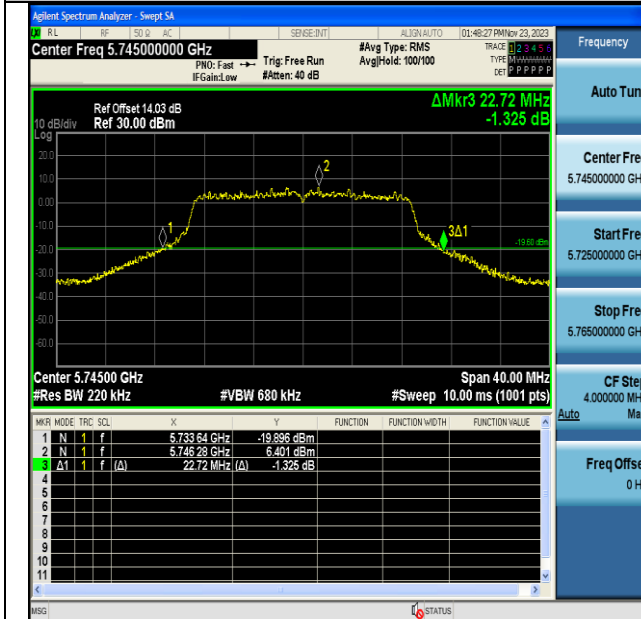 Agilent Spectrum Analyzer - Swept SA
RL RF 50 Ω AC SENSE:INT ALIGN AUTO 01:48:27 PM Nov 23, 2023
Center Freq 5.745000000 GHz #Avg Type: RMS TRACE 1 2 3 4 5 6
PNO: Fast Trig: Free Run Avg|Hold: 100/100 TYPE M
IFGain:Low #Atten: 40 dB DET P P P P P P
ΔMkr3 22.72 MHz
-1.325 dB
Ref Offset 14.03 dB
10 dB/div Ref 30.00 dBm
Log
20.0
10.0
0.00
-10.0
-20.0
-30.0
-40.0
-50.0
-60.0
1
2
3Δ1
-19.60 dBm
Center 5.74500 GHz Span 40.00 MHz
#Res BW 220 kHz #VBW 680 kHz #Sweep 10.00 ms (1001 pts)
MKR MODE TRC SCL X Y FUNCTION FUNCTION WIDTH FUNCTION VALUE
1 N 1 f 5.733 64 GHz -19.896 dBm
2 N 1 f 5.746 28 GHz 6.401 dBm
3 Δ1 1 f (Δ) 22.72 MHz (Δ) -1.325 dB
4
5
6
7
8
9
10
11
MSG STATUS
Frequency
Auto Tun
Center Fre
5.745000000 GH
Start Fre
5.725000000 GH
Stop Fre
5.765000000 GH
CF Ste
4.000000 MH
Auto Ma
Freq Offse
0 H